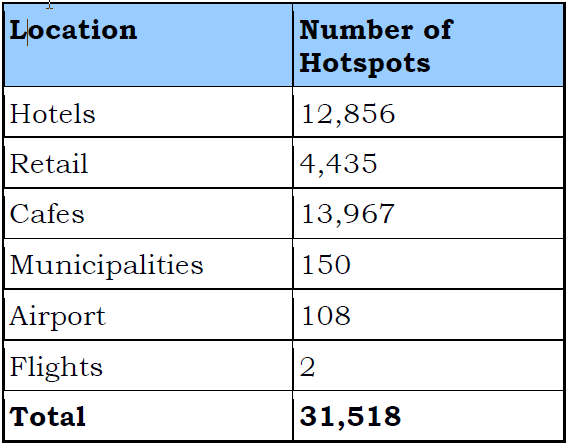 Location Number of
Hotspots
Hotels 12,856
Retail 4,435
Cafes 13,967
Municipalities 150
Airport 108
Flights 2
Total 31,518